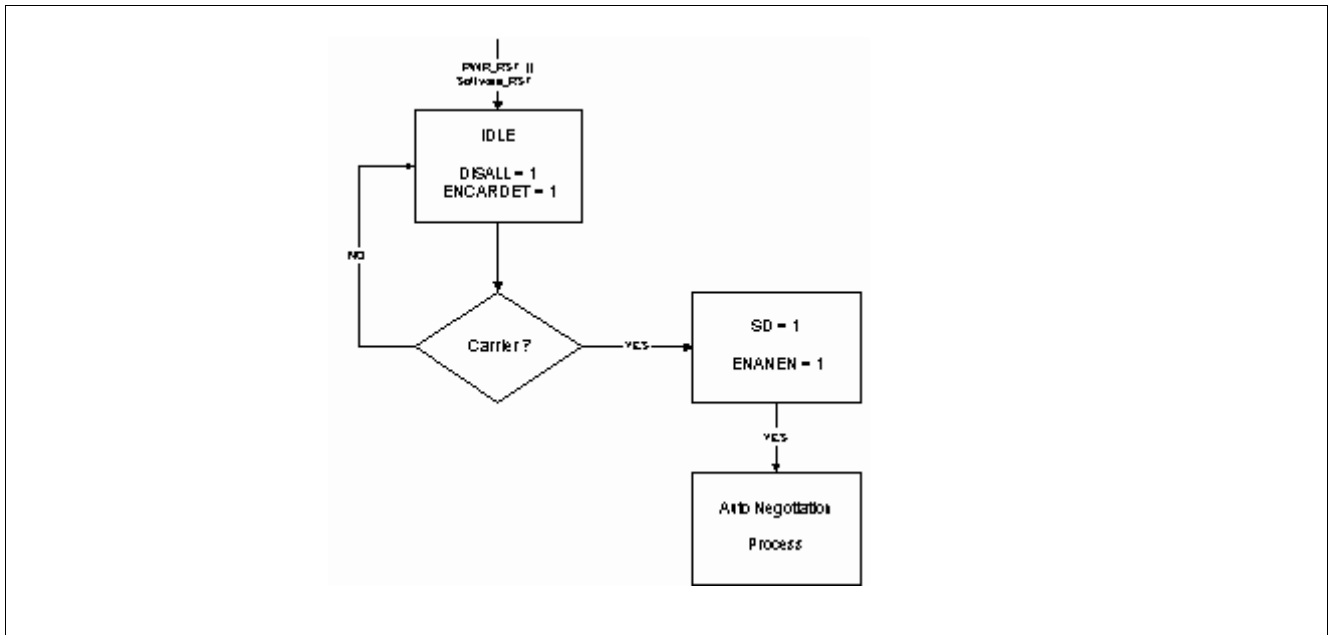 PWR_RST ||
Software_RST
IDLE
DISALL = 1
ENCARDET = 1
NO
Carrier?
YES
SD = 1
ENANEN = 1
YES
Auto Negotiation
Process